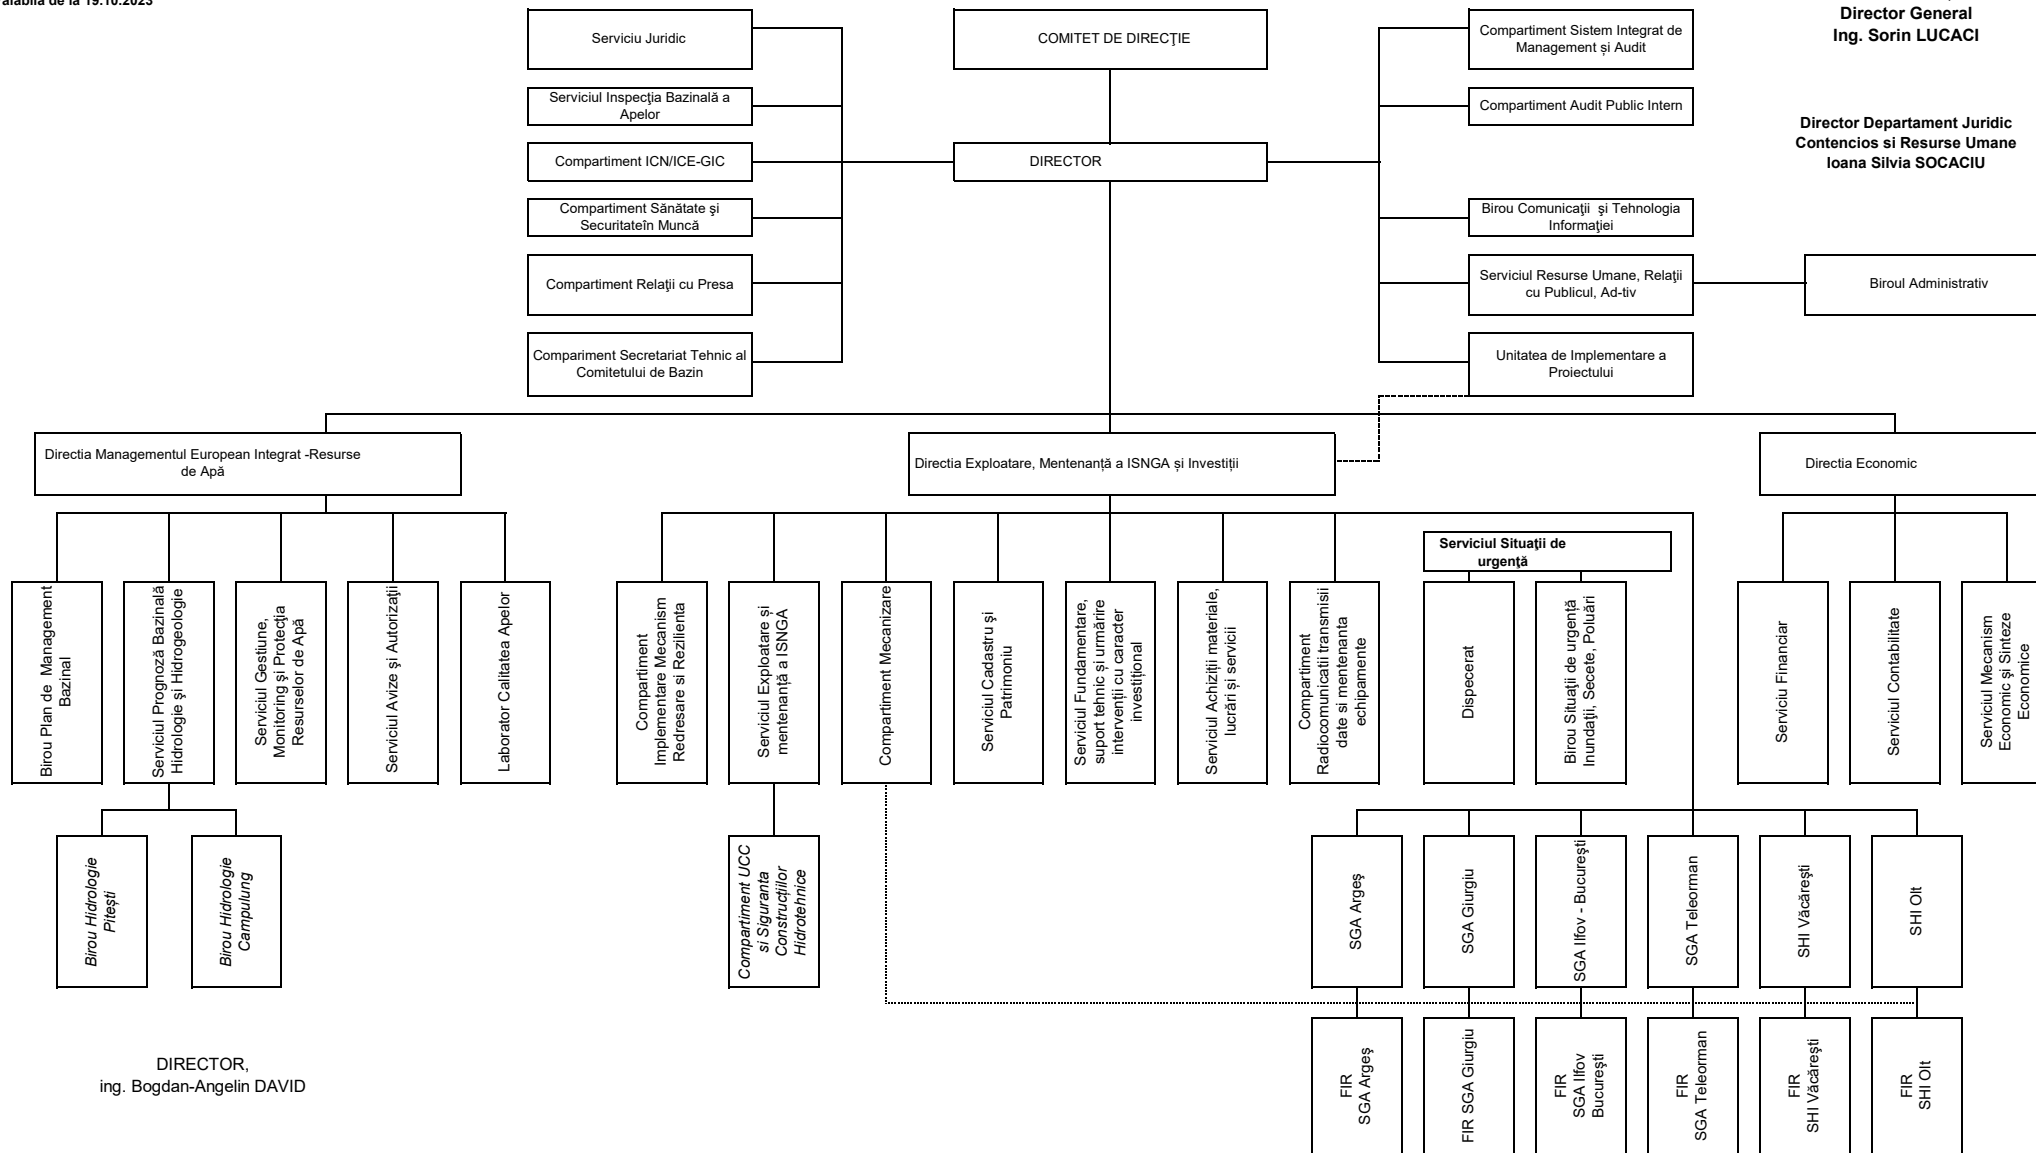 de la 19.10.2023
Director General
Ing. Sorin LUCACI
Director Departament Juridic
Contencios si Resurse Umane
Ioana Silvia SOCACIU
Serviciu Juridic
COMITET DE DIRECŢIE
Compartiment Sistem Integrat de
Management și Audit
Serviciul Inspecţia Bazinală a
Apelor
Compartiment Audit Public Intern
Compartiment ICN/ICE-GIC
DIRECTOR
Compartiment Sănătate şi
Securitateîn Muncă
Birou Comunicaţii şi Tehnologia
Informaţiei
Compartiment Relaţii cu Presa
Serviciul Resurse Umane, Relaţii
cu Publicul, Ad-tiv
Biroul Administrativ
Compariment Secretariat Tehnic al
Comitetului de Bazin
Unitatea de Implementare a
Proiectului
Directia Managementul European Integrat -Resurse
de Apă
Directia Exploatare, Mentenanță a ISNGA și Investiții
Directia Economic
Serviciul Situaţii de
urgenţă
Birou Plan de Management
Bazinal
Serviciul Prognoză Bazinală
Hidrologie şi Hidrogeologie
Serviciul Gestiune,
Monitoring şi Protecţia
Resurselor de Apă
Serviciul Avize şi Autorizaţii
Laborator Calitatea Apelor
Compartiment
Implementare Mecanism
Redresare si Rezilienta
Serviciul Exploatare și
mentenanță a ISNGA
Compartiment Mecanizare
Serviciul Cadastru şi
Patrimoniu
Serviciul Fundamentare,
suport tehnic și urmărire
intervenții cu caracter
investițional
Serviciul Achiziții materiale,
lucrări și servicii
Compartiment
Radiocomunicatii transmisii
date si mentenanta
echipamente
Dispecerat
Birou Situaţii de urgență
Inundaţii, Secete, Poluări
Serviciu Financiar
Serviciul Contabilitate
Serviciul Mecanism
Economic şi Sinteze
Economice
Birou Hidrologie
Pitești
Birou Hidrologie
Campulung
Compartiment UCC
si Siguranta
Construcțiilor
Hidrotehnice
SGA Argeş
SGA Giurgiu
SGA Ilfov - Bucureşti
SGA Teleorman
SHI Văcăreşti
SHI Olt
FIR
SGA Argeş
FIR SGA Giurgiu
FIR
SGA Ilfov
Bucureşti
FIR
SGA Teleorman
FIR
SHI Văcăreşti
FIR
SHI Olt
DIRECTOR,
ing. Bogdan-Angelin DAVID